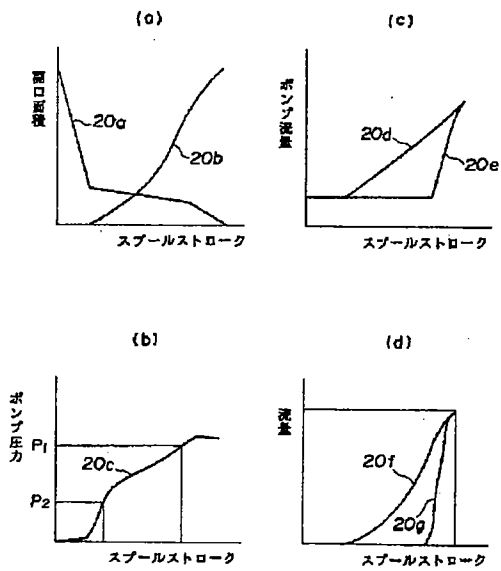 (a)
開口面積
20a
20b
スプールストローク
(c)
ポンプ流量
20d
20e
スプールストローク
(b)
ポンプ圧力
P1
P2
20c
スプールストローク
(d)
流量
20f
20g
スプールストローク